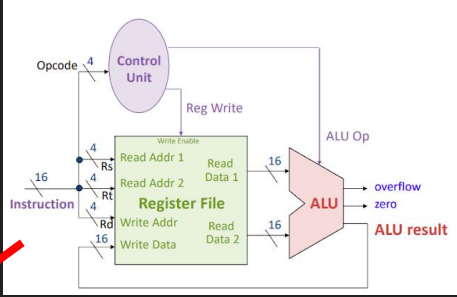 Opcode
4
Control
Unit
Reg Write
ALU Op
16
Instruction
4
Rs
4
Rt
4
Rd
16
Write Enable
Read Addr 1
Read Addr 2
Register File
Write Addr
Write Data
Read
Data 1
Read
Data 2
16
16
ALU
overflow
zero
ALU result